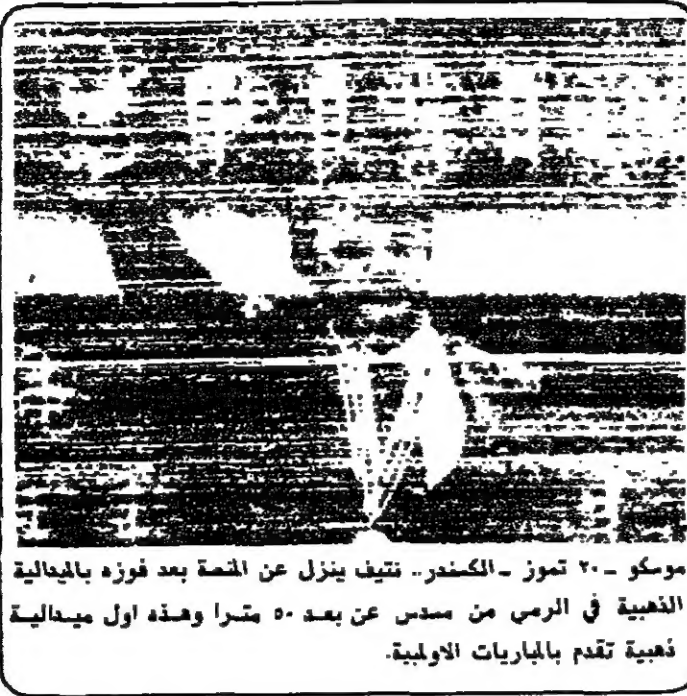 موسكو - ٢٠ تموز - الكسندر.. نتيف ينزل عن المنصة بعد فوزه بالميدالية
الذهبية في الرمي من مسدس عن بعد ٥٠ مترا وهذه اول ميدالية
ذهبية تقدم بالمباريات الاولمبية.